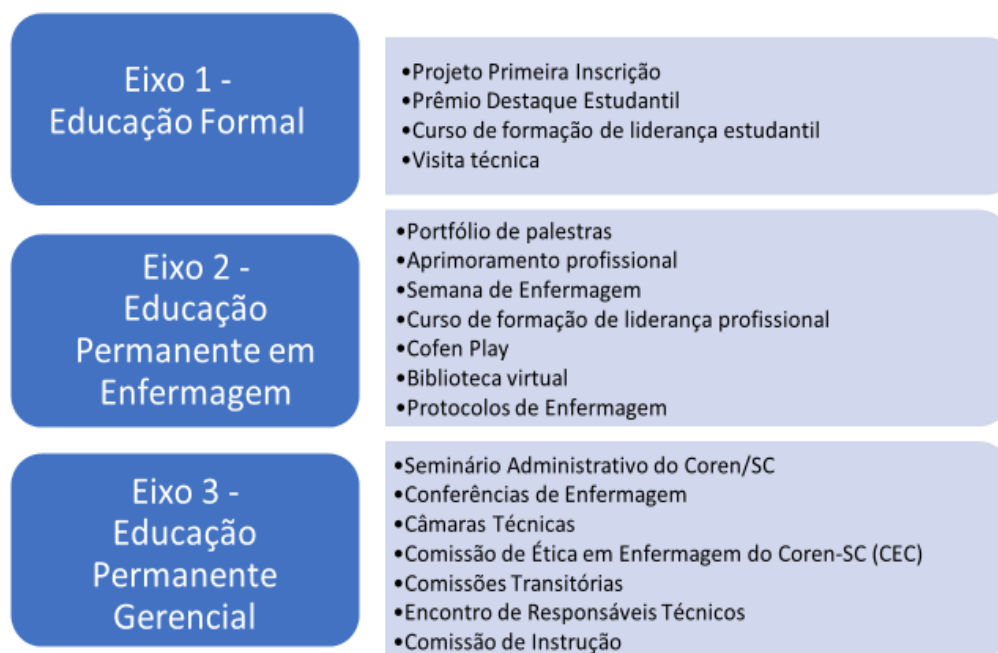 Eixo 1 -
Educação Formal
•Projeto Primeira Inscrição
•Prêmio Destaque Estudantil
•Curso de formação de liderança estudantil
•Visita técnica
Eixo 2 -
Educação
Permanente em
Enfermagem
•Portfólio de palestras
•Aprimoramento profissional
•Semana de Enfermagem
•Curso de formação de liderança profissional
•Cofen Play
•Biblioteca virtual
•Protocolos de Enfermagem
Eixo 3 -
Educação
Permanente
Gerencial
•Seminário Administrativo do Coren/SC
•Conferências de Enfermagem
•Câmaras Técnicas
•Comissão de Ética em Enfermagem do Coren-SC (CEC)
•Comissões Transitórias
•Encontro de Responsáveis Técnicos
•Comissão de Instrução